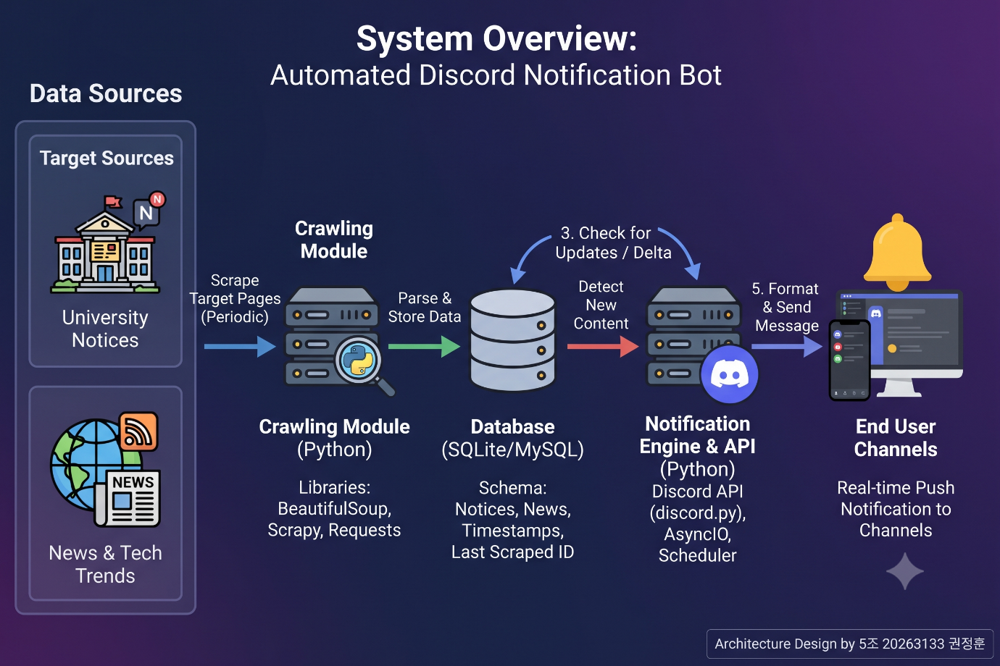 System Overview:
Automated Discord Notification Bot
Data Sources
Target Sources
N
N
University
Notices
NEWS
News & Tech
Trends
Scrape
Target Pages
(Periodic)
Crawling
Module
Crawling Module
(Python)
Libraries:
BeautifulSoup,
Scrapy, Requests
Parse &
Store Data
Database
(SQLite/MySQL)
Schema:
Notices, News,
Timestamps,
Last Scraped ID
3. Check for
Updates / Delta
Detect
New
Content
Notification
Engine & API
(Python)
Discord API
(discord.py),
AsyncIO,
Scheduler
5. Format
& Send
Message
End User
Channels
Real-time Push
Notification to
Channels
Architecture Design by 5조 20263133 권정훈